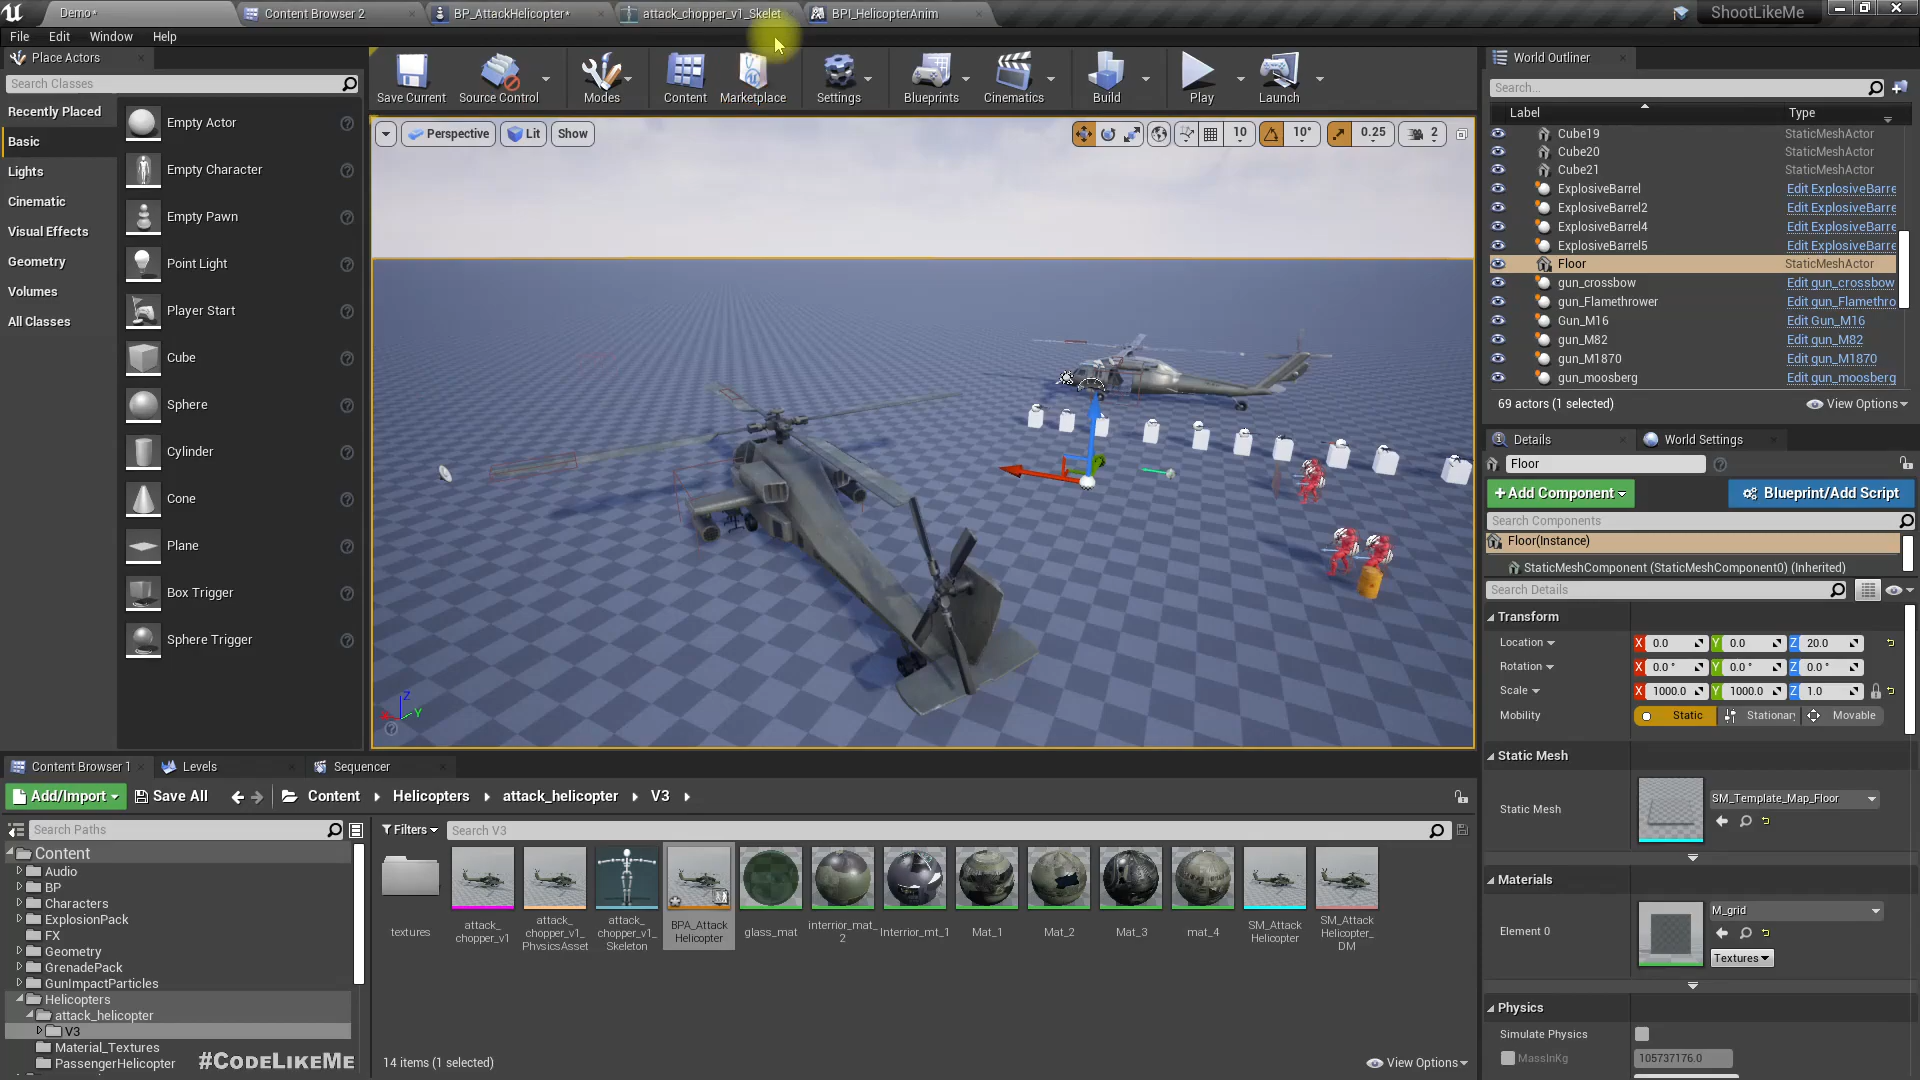 Demo*
Content Browser 2
BP_AttackHelicopter*
attack_chopper_v1_Skelet
BPI_HelicopterAnim
ShootLikeMe
File
Edit
Window
Help
Place Actors
Search Classes
Recently Placed
Basic
Lights
Cinematic
Visual Effects
Geometry
Volumes
All Classes
Empty Actor
Empty Character
Empty Pawn
Point Light
Player Start
Cube
Sphere
Cylinder
Cone
Plane
Box Trigger
Sphere Trigger
Save Current
Source Control
Modes
Content
Marketplace
Settings
Blueprints
Cinematics
Build
Play
Launch
Perspective
Lit
Show
10
10°
0.25
2
Z
X
Y
World Outliner
Search...
Label
Type
Cube19 StaticMeshActor
Cube20 StaticMeshActor
Cube21 StaticMeshActor
ExplosiveBarrel Edit ExplosiveBarre
ExplosiveBarrel2 Edit ExplosiveBarre
ExplosiveBarrel4 Edit ExplosiveBarre
ExplosiveBarrel5 Edit ExplosiveBarre
Floor StaticMeshActor
gun_crossbow Edit gun_crossbow
gun_Flamethrower Edit gun_Flamethro
Gun_M16 Edit Gun_M16
gun_M82 Edit gun_M82
gun_M1870 Edit gun_M1870
gun_moosberg Edit gun_moosberg
69 actors (1 selected)
View Options
Details
World Settings
Floor
+Add Component
Blueprint/Add Script
Search Components
Floor(Instance)
StaticMeshComponent (StaticMeshComponent0) (Inherited)
Search Details
Transform
Location X 0.0 Y 0.0 Z 20.0
Rotation X 0.0 ° Y 0.0 ° Z 0.0 °
Scale X 1000.0 Y 1000.0 Z 1.0
Mobility Static Stationar Movable
Static Mesh
Static Mesh SM_Template_Map_Floor
Materials
Element 0 M_grid
Textures
Physics
Simulate Physics
MassInKg 105737176.0
Content Browser 1
Levels
Sequencer
Add/Import
Save All
Content
Helicopters
attack_helicopter
V3
Search Paths
Filters
Search V3
Content
Audio
BP
Characters
ExplosionPack
FX
Geometry
GrenadePack
GunImpactParticles
Helicopters
attack_helicopter
V3
Material_Textures
PassengerHelicopter
#CODELIKEME
textures
attack_
chopper_v1
attack_
chopper_v1_
PhysicsAsset
attack_
chopper_v1_
Skeleton
BPA_Attack
Helicopter
glass_mat
interrior_mat_
2
Interrior_mt_1
Mat_1
Mat_2
Mat_3
mat_4
SM_Attack
Helicopter
SM_Attack
Helicopter_
DM
14 items (1 selected)
View Options